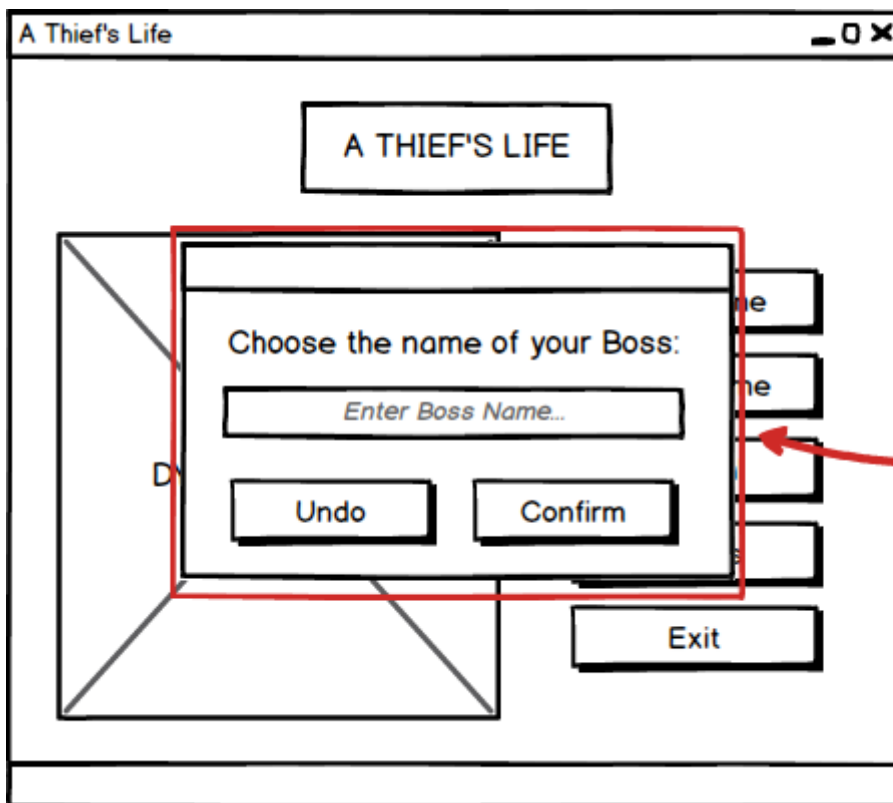 A Thief's Life
A THIEF'S LIFE
Choose the name of your Boss:
Enter Boss Name...
Undo
Confirm
Exit